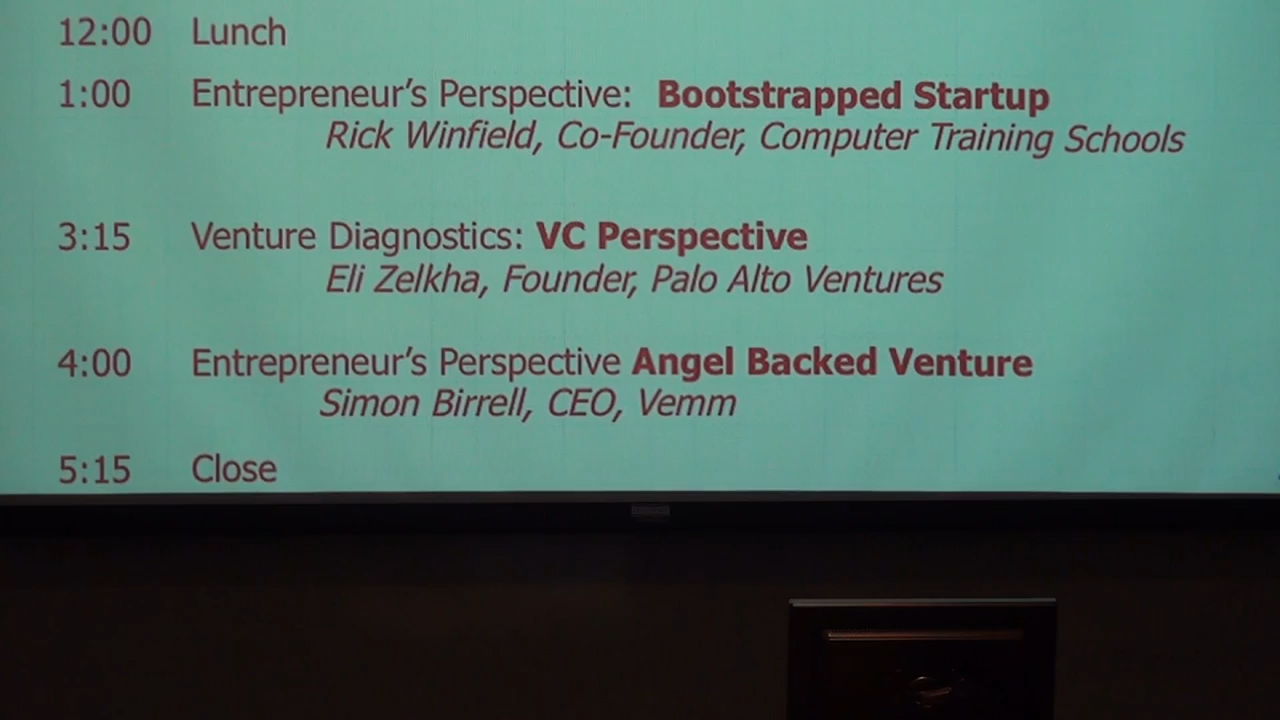 12:00 Lunch
1:00 Entrepreneur's Perspective: Bootstrapped Startup
Rick Winfield, Co-Founder, Computer Training Schools
3:15 Venture Diagnostics: VC Perspective
Eli Zelkha, Founder, Palo Alto Ventures
4:00 Entrepreneur's Perspective Angel Backed Venture
Simon Birrell, CEO, Vemm
5:15 Close